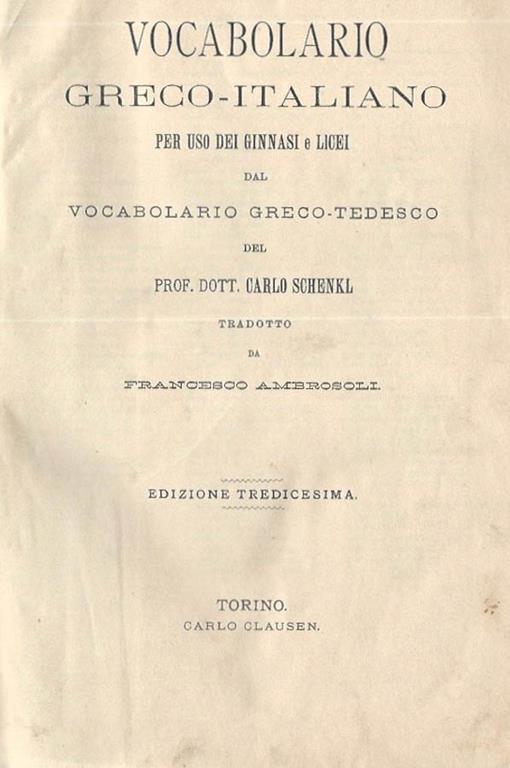 VOCABOLARIO
GRECO-ITALIANO
PER USO DEI GINNASI e LICEI
DAL
VOCABOLARIO GRECO-TEDESCO
DEL
PROF. DOTT. CARLO SCHENKL
TRADOTTO
DA
FRANCESCO AMBROSOLI.
EDIZIONE TREDICESIMA.
TORINO.
CARLO CLAUSEN.